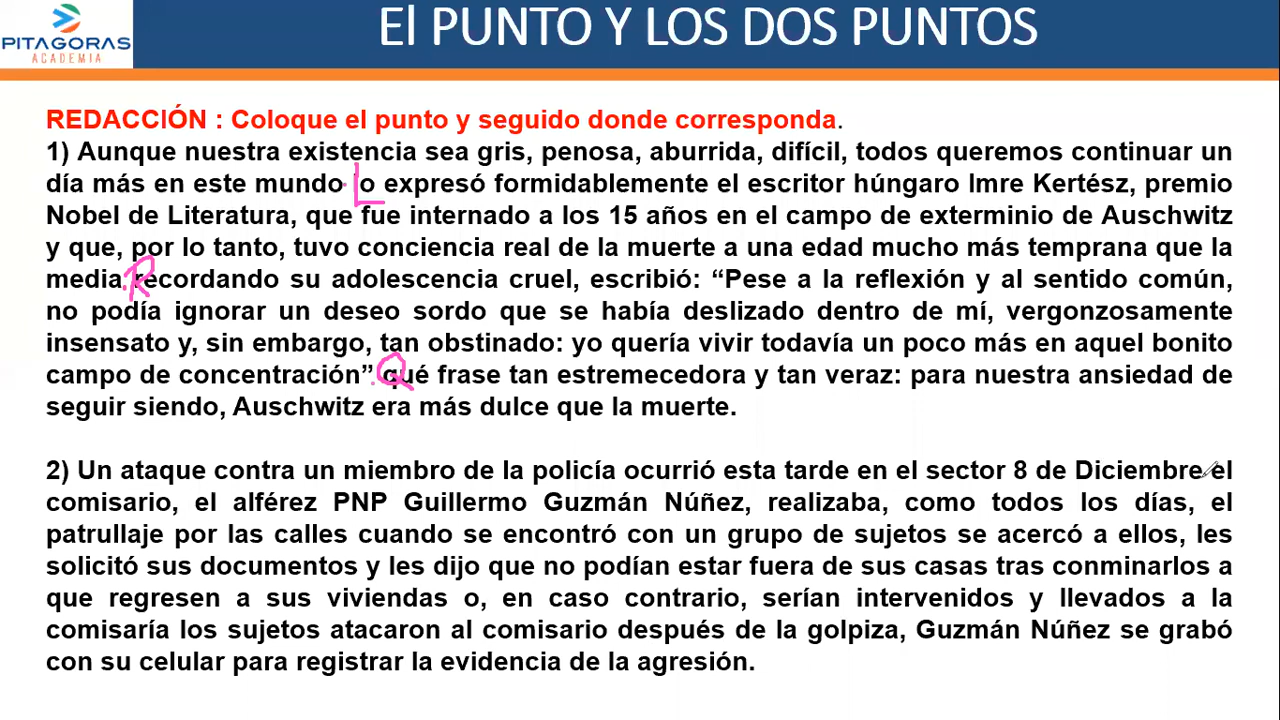 PITAGORAS
ACADEMIA
El PUNTO Y LOS DOS PUNTOS
REDACCIÓN : Coloque el punto y seguido donde corresponda.
1) Aunque nuestra existencia sea gris, penosa, aburrida, difícil, todos queremos continuar un
día más en este mundo. Lo expresó formidablemente el escritor húngaro Imre Kertész, premio
Nobel de Literatura, que fue internado a los 15 años en el campo de exterminio de Auschwitz
y que, por lo tanto, tuvo conciencia real de la muerte a una edad mucho más temprana que la
media. Recordando su adolescencia cruel, escribió: “Pese a la reflexión y al sentido común,
no podía ignorar un deseo sordo que se había deslizado dentro de mí, vergonzosamente
insensato y, sin embargo, tan obstinado: yo quería vivir todavía un poco más en aquel bonito
campo de concentración”. Qué frase tan estremecedora y tan veraz: para nuestra ansiedad de
seguir siendo, Auschwitz era más dulce que la muerte.
2) Un ataque contra un miembro de la policía ocurrió esta tarde en el sector 8 de Diciembre el
comisario, el alférez PNP Guillermo Guzmán Núñez, realizaba, como todos los días, el
patrullaje por las calles cuando se encontró con un grupo de sujetos se acercó a ellos, les
solicitó sus documentos y les dijo que no podían estar fuera de sus casas tras conminarlos a
que regresen a sus viviendas o, en caso contrario, serían intervenidos y llevados a la
comisaría los sujetos atacaron al comisario después de la golpiza, Guzmán Núñez se grabó
con su celular para registrar la evidencia de la agresión.